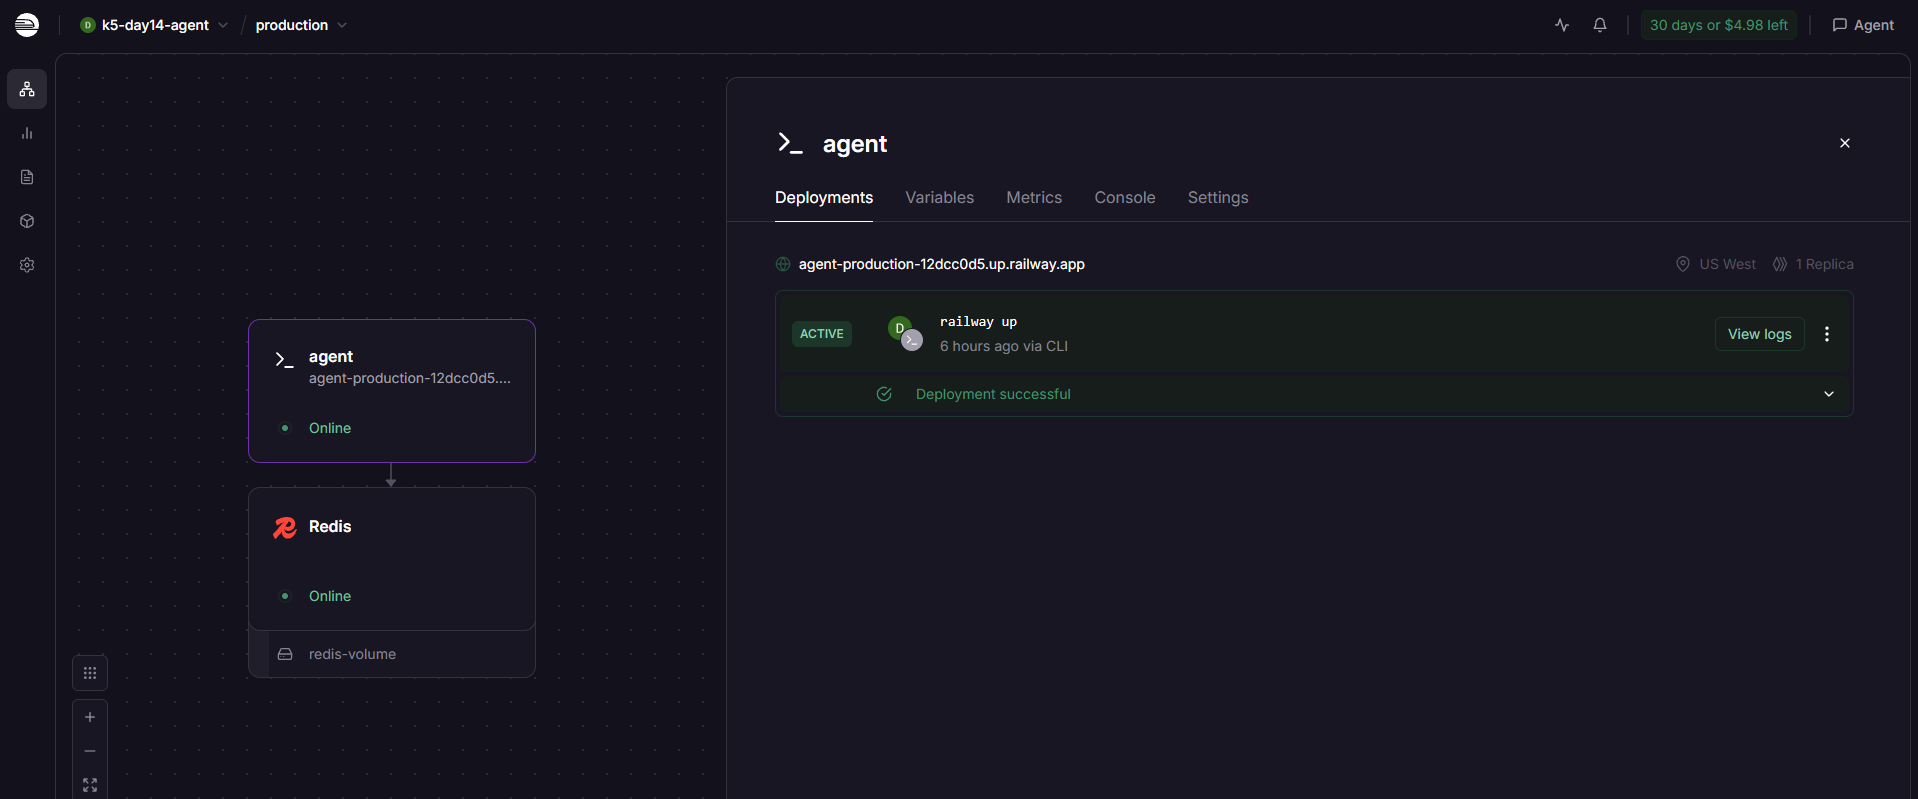 D k5-day14-agent / production
30 days or $4.98 left
Agent
agent
agent-production-12dcc0d5....
Online
Redis
Online
redis-volume
agent
Deployments Variables Metrics Console Settings
agent-production-12dcc0d5.up.railway.app
US West 1 Replica
ACTIVE
D
railway up
6 hours ago via CLI
View logs
Deployment successful